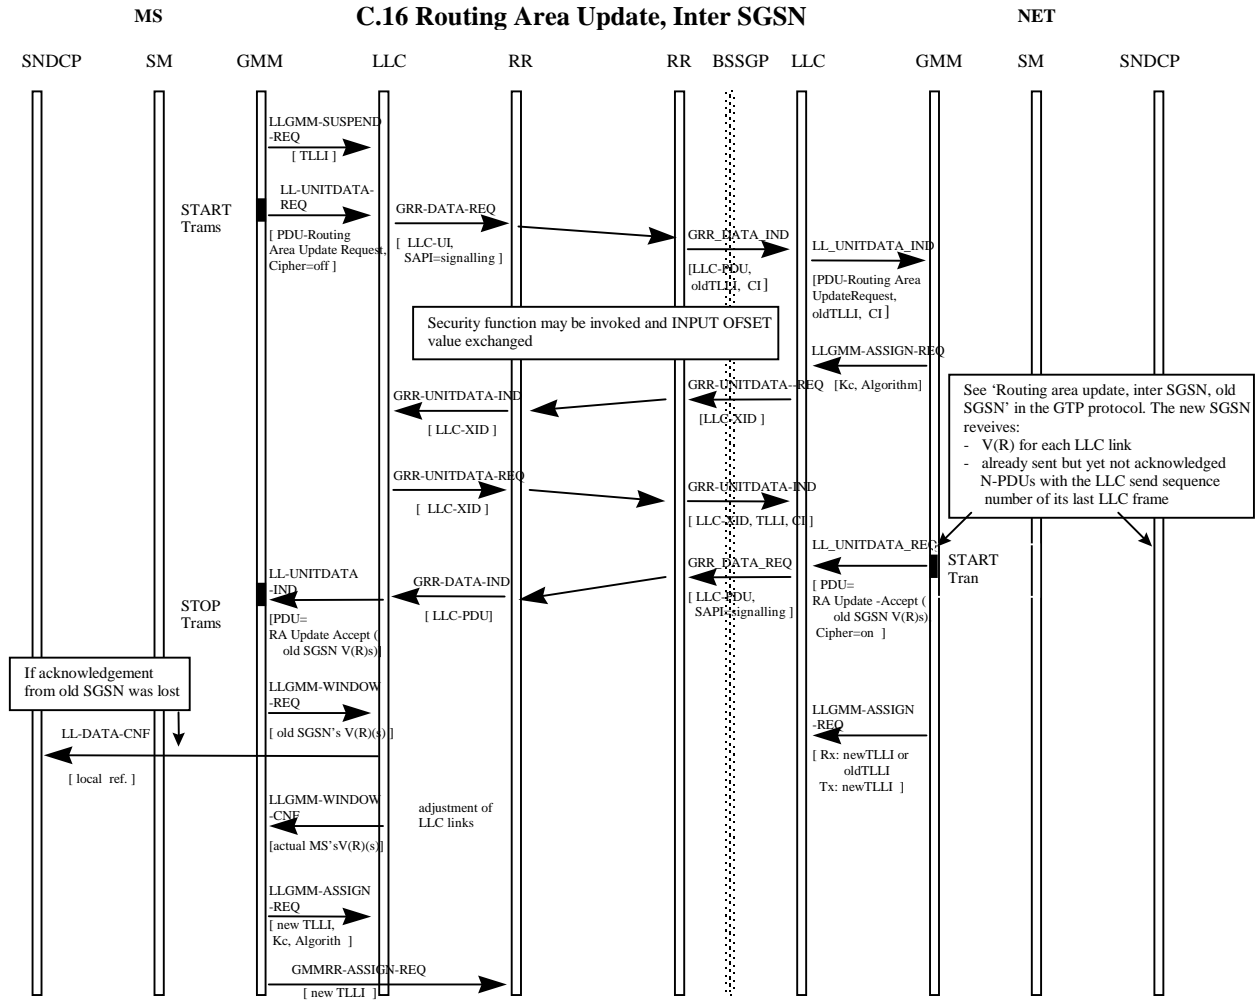 MS
C.16 Routing Area Update, Inter SGSN
NET
SNDCP SM GMM LLC RR RR BSSGP LLC GMM SM SNDCP
LLGMM-SUSPEND
-REQ
[ TLLI ]
START
Trams
LL-UNITDATA-
REQ
[ PDU-Routing
Area Update Request,
Cipher=off ]
GRR-DATA-REQ
[ LLC-UI,
SAPI=signalling ]
GRR_DATA_IND
[LLC-PDU,
oldTLLI, CI ]
LL_UNITDATA_IND
[PDU-Routing Area
UpdateRequest,
oldTLLI, CI ]
Security function may be invoked and INPUT OFSET
value exchanged
LLGMM-ASSIGN-REQ
[Kc, Algorithm]
GRR-UNITDATA--REQ
[LLC-XID ]
GRR-UNITDATA-IND
[ LLC-XID ]
See ‘Routing area update, inter SGSN, old
SGSN’ in the GTP protocol. The new SGSN
reveives:
- V(R) for each LLC link
- already sent but yet not acknowledged
N-PDUs with the LLC send sequence
number of its last LLC frame
GRR-UNITDATA-REQ
[ LLC-XID ]
GRR-UNITDATA-IND
[ LLC-XID, TLLI, CI ]
LL_UNITDATA_REQ
START
Tran
[ PDU=
RA Update -Accept (
old SGSN V(R)s)
Cipher=on ]
GRR_DATA_REQ
[ LLC-PDU,
SAPI=signalling ]
GRR-DATA-IND
[ LLC-PDU]
LL-UNITDATA
-IND
STOP
Trams
[PDU=
RA Update Accept (
old SGSN V(R)s)]
If acknowledgement
from old SGSN was lost
LLGMM-WINDOW
-REQ
[ old SGSN's V(R)(s) ]
LL-DATA-CNF
[ local ref. ]
LLGMM-ASSIGN
-REQ
[ Rx: newTLLI or
oldTLLI
Tx: newTLLI ]
LLGMM-WINDOW
-CNF
[actual MS'sV(R)(s)]
adjustment of
LLC links
LLGMM-ASSIGN
-REQ
[ new TLLI,
Kc, Algorith ]
GMMRR-ASSIGN-REQ
[ new TLLI ]